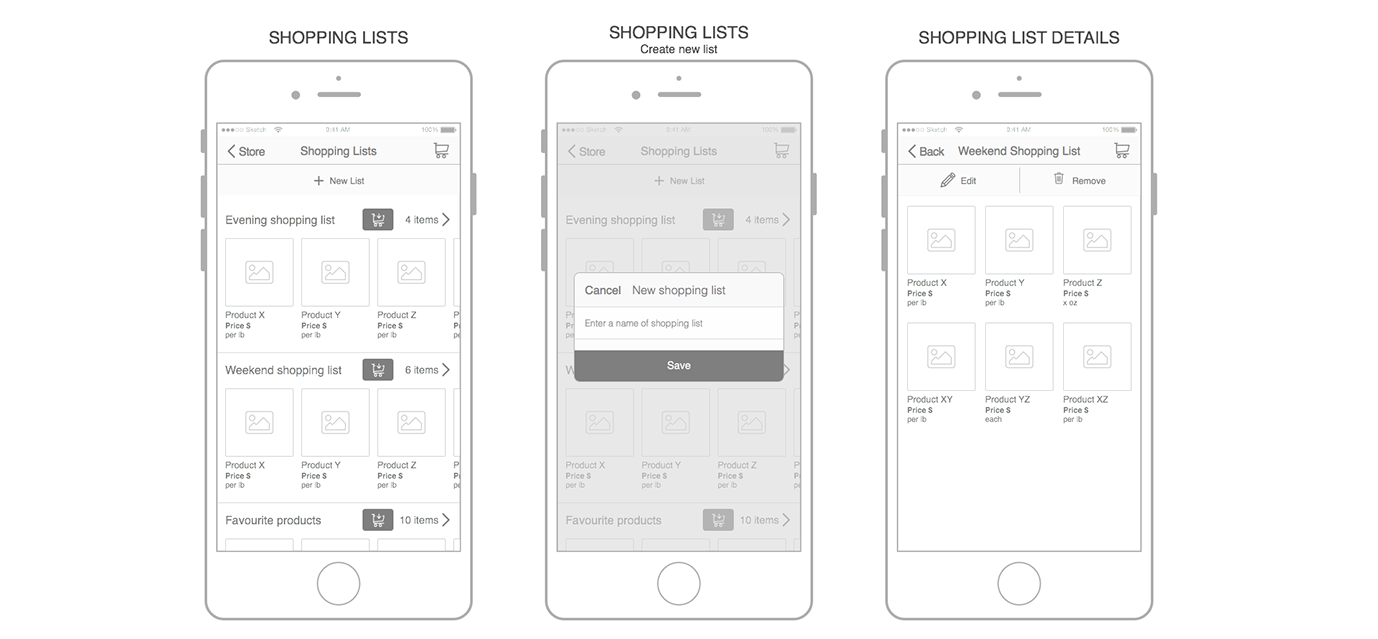 SHOPPING LISTS
Sketch 9:41 AM 100%
Store Shopping Lists
+ New List
Evening shopping list 4 items
Product X Product Y Product Z P
Price $ Price $ Price $ P
per lb per lb per lb p
Weekend shopping list 6 items
Product X Product Y Product Z P
Price $ Price $ Price $ P
per lb per lb per lb p
Favourite products 10 items
SHOPPING LISTS
Create new list
Sketch 9:41 AM 100%
Store Shopping Lists
+ New List
Evening shopping list 4 items
Cancel New shopping list
Enter a name of shopping list
Save
W
Product X Product Y Product Z P
Price $ Price $ Price $ P
per lb per lb per lb p
Favourite products 10 items
SHOPPING LIST DETAILS
Sketch 9:41 AM 100%
Back Weekend Shopping List
Edit Remove
Product X Product Y Product Z
Price $ Price $ Price $
per lb per lb x oz
Product XY Product YZ Product XZ
Price $ Price $ Price $
per lb each per lb